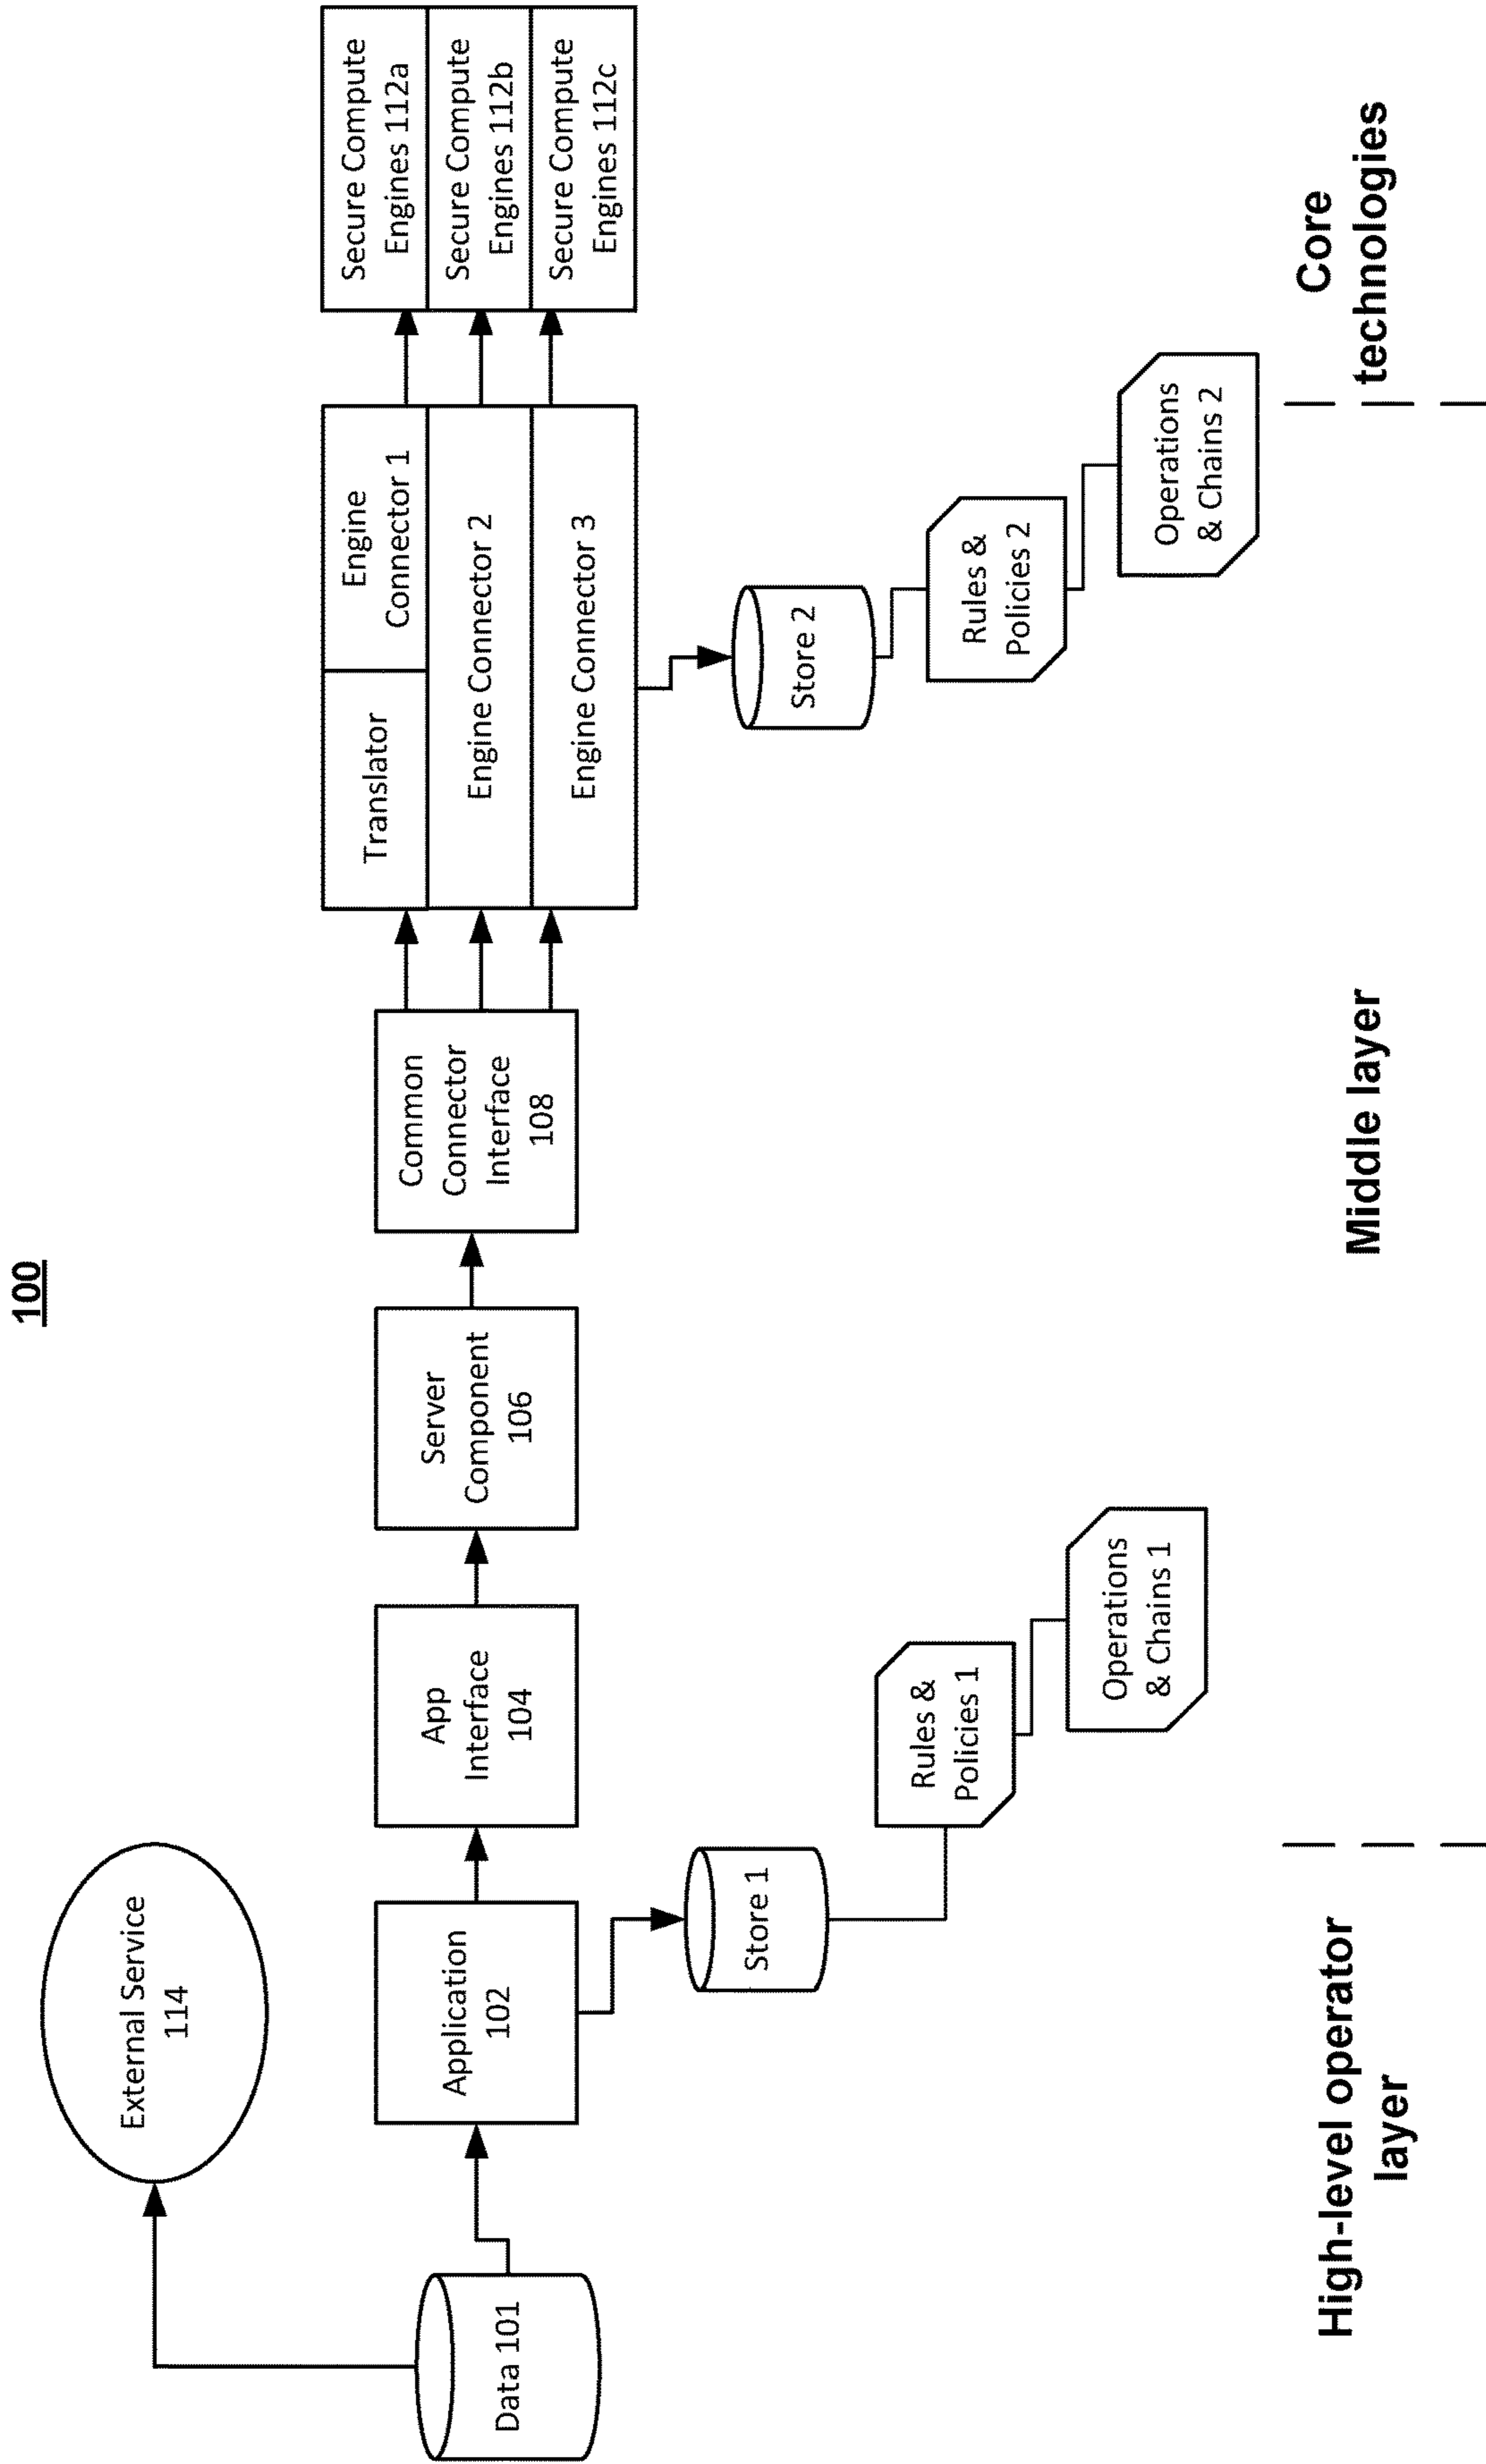 100
External Service
114
Data 101
Application
102
App
Interface
104
Server
Component
106
Common
Connector
Interface
108
Translator
Engine
Connector 1
Engine Connector 2
Engine Connector 3
Secure Compute
Engines 112a
Secure Compute
Engines 112b
Secure Compute
Engines 112c
Store 1
Rules &
Policies 1
Operations
& Chains 1
Store 2
Rules &
Policies 2
Operations
& Chains 2
High-level operator
layer
Middle layer
Core
technologies